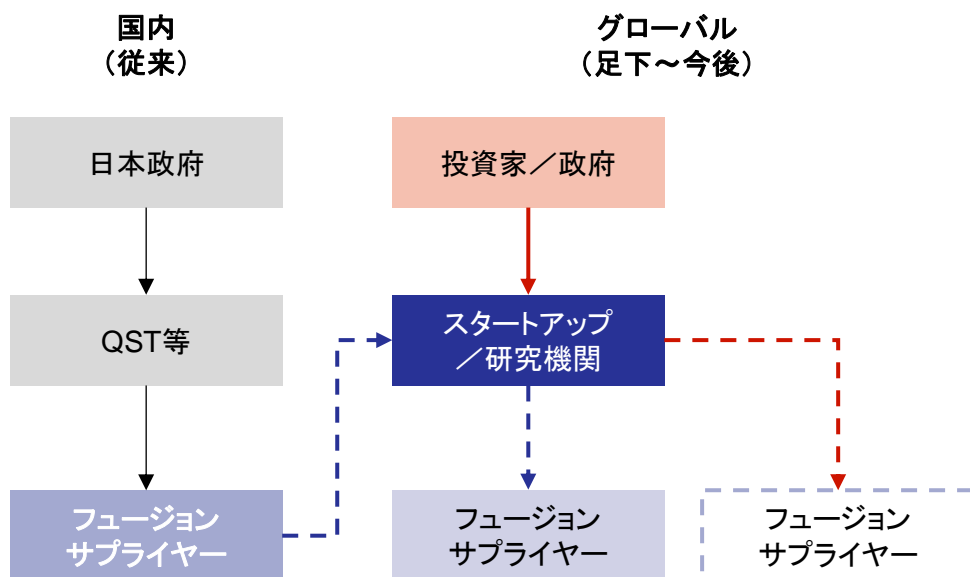 国内
（従来）
グローバル
（足下～今後）
日本政府
投資家／政府
QST等
スタートアップ
／研究機関
フュージョン
サプライヤー
フュージョン
サプライヤー
フュージョン
サプライヤー